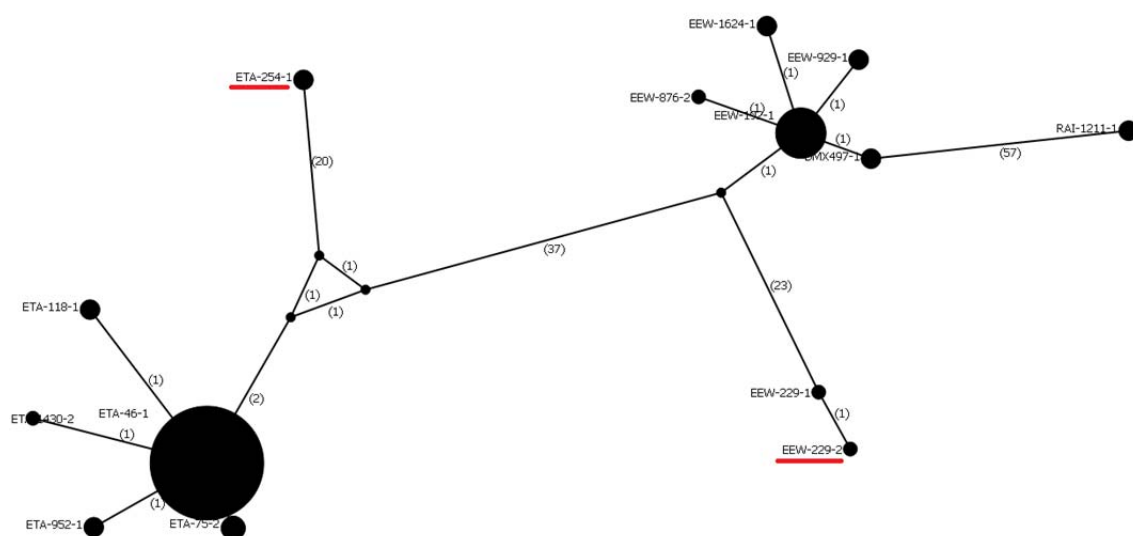 EEW-1624-1
EEW-929-1
(1)
ETA-254-1
EEW-876-2
(1)
(1)
EEW-192-1
(1)
RAI-1211-1
(57)
DMX497-1
(20)
(1)
(37)
(1)
(1)
(1)
(23)
ETA-118-1
(1)
EEW-229-1
(2)
(1)
ETA-46-1
(1)
EEW-229-2
(1)
ETA-952-1
ETA-75-2